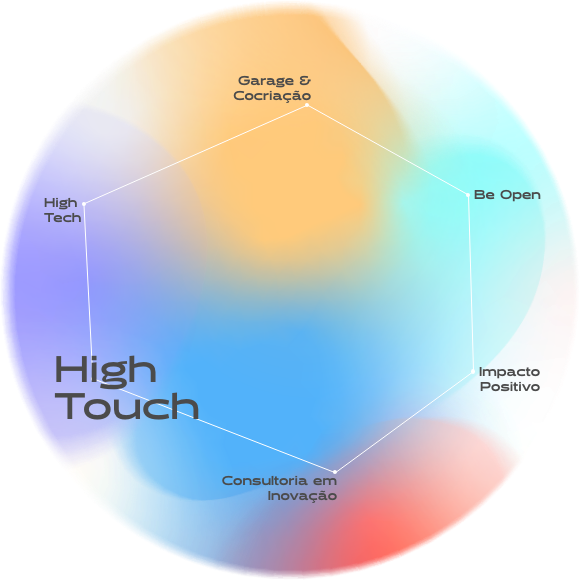 Garage &
Cocriação
Be Open
High
Tech
High
Touch
Impacto
Positivo
Consultoria em
Inovação